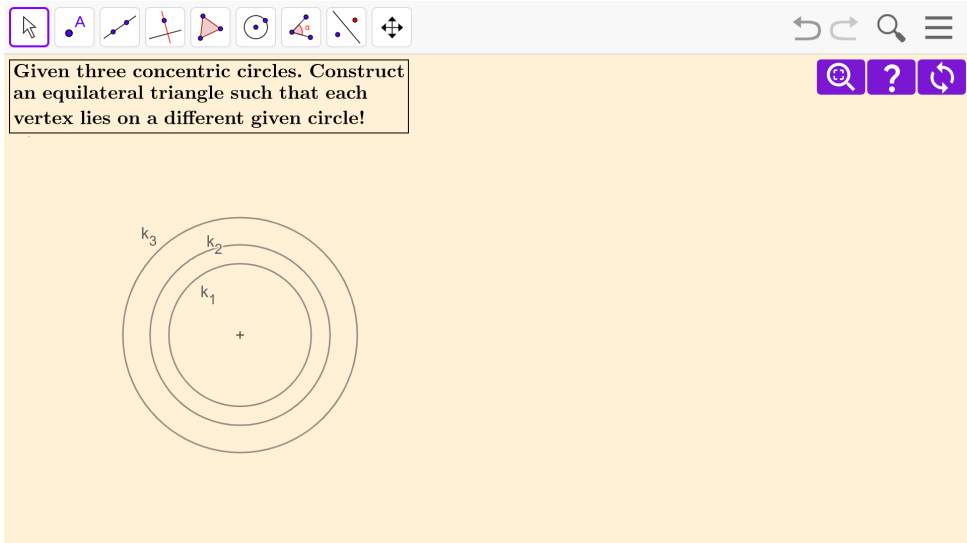 A
α
?
Given three concentric circles. Construct
an equilateral triangle such that each
vertex lies on a different given circle!
k3
k2
k1